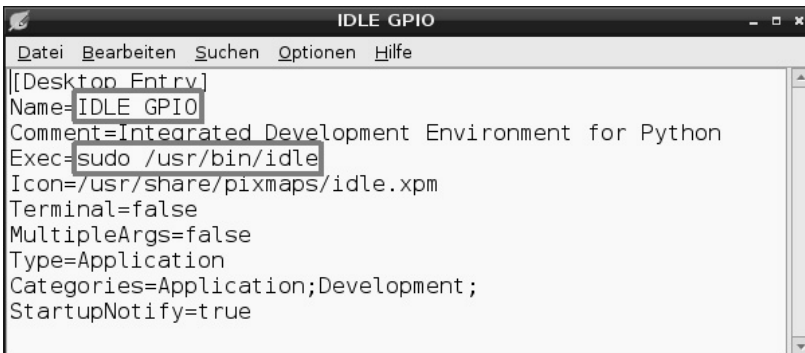 IDLE GPIO
Datei Bearbeiten Suchen Optionen Hilfe
[Desktop Entry]
Name=IDLE GPIO
Comment=Integrated Development Environment for Python
Exec=sudo /usr/bin/idle
Icon=/usr/share/pixmaps/idle.xpm
Terminal=false
MultipleArgs=false
Type=Application
Categories=Application;Development;
StartupNotify=true